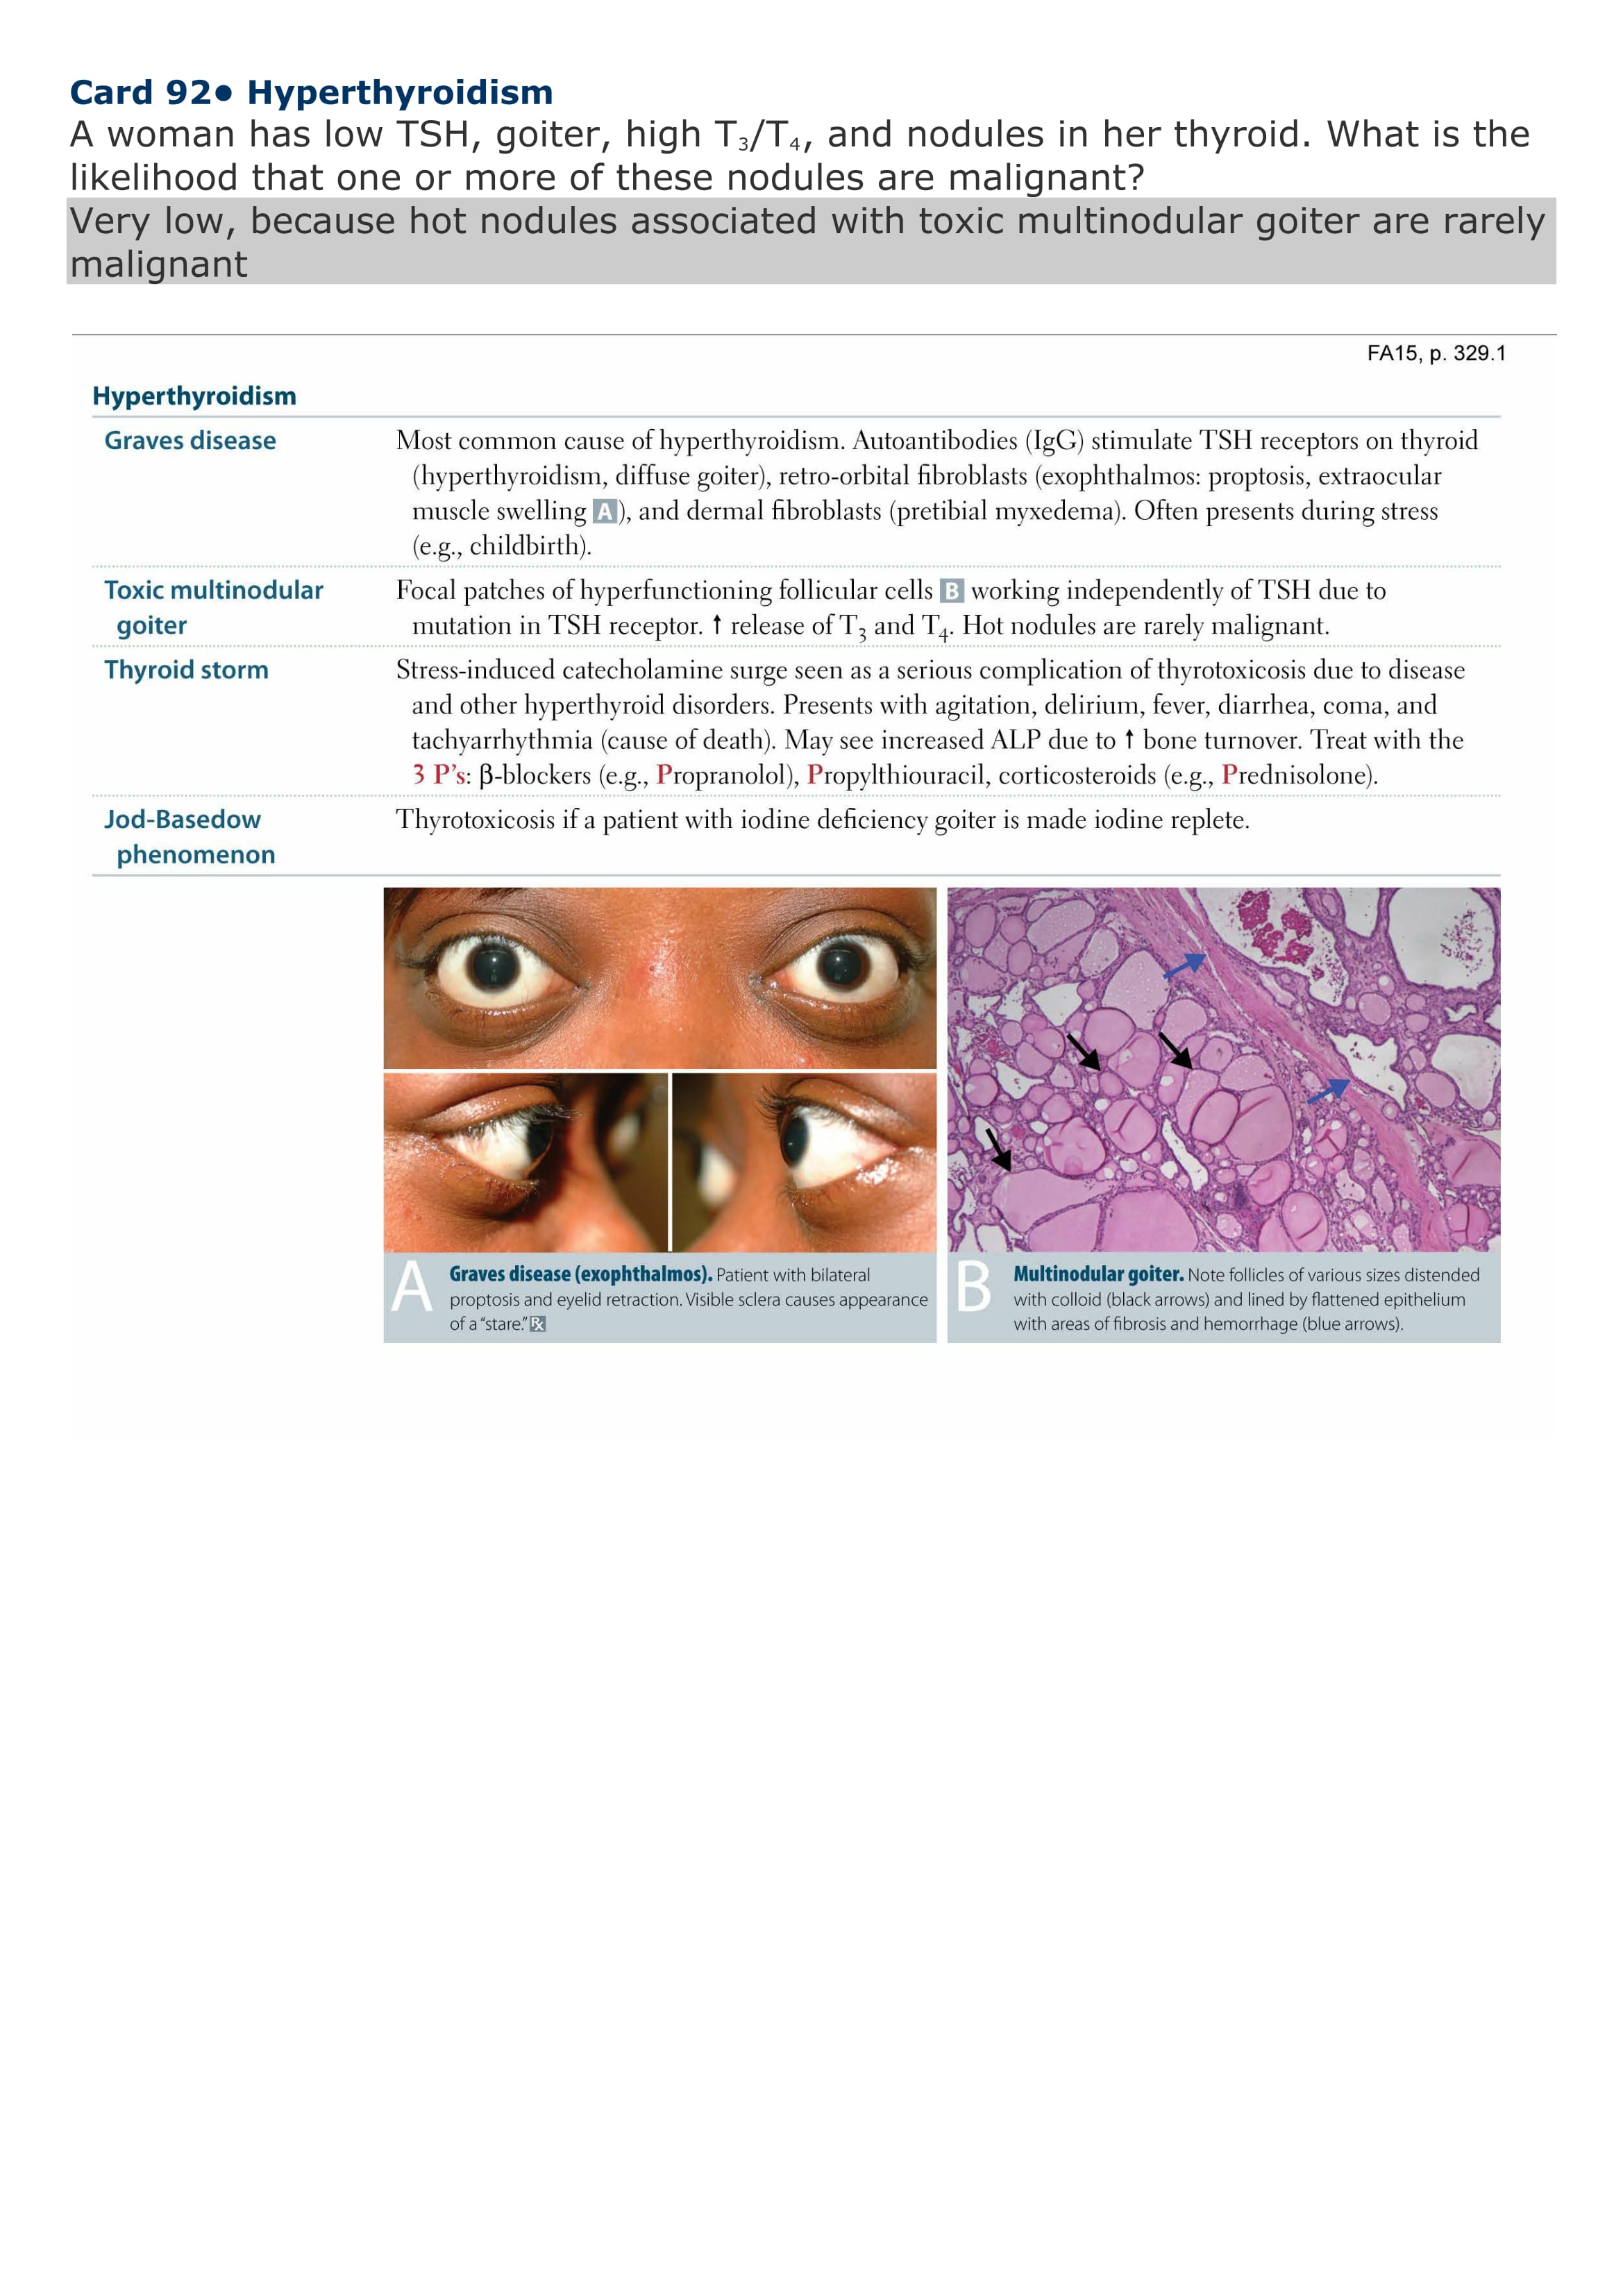 Card 92● Hyperthyroidism
A woman has low TSH, goiter, high T₃/T₄, and nodules in her thyroid. What is the
likelihood that one or more of these nodules are malignant?
Very low, because hot nodules associated with toxic multinodular goiter are rarely
malignant
FA15, p. 329.1
Hyperthyroidism
Graves disease
Most common cause of hyperthyroidism. Autoantibodies (IgG) stimulate TSH receptors on thyroid
(hyperthyroidism, diffuse goiter), retro-orbital fibroblasts (exophthalmos: proptosis, extraocular
muscle swelling A), and dermal fibroblasts (pretibial myxedema). Often presents during stress
(e.g., childbirth).
Toxic multinodular
goiter
Focal patches of hyperfunctioning follicular cells B working independently of TSH due to
mutation in TSH receptor. ↑ release of T₃ and T₄. Hot nodules are rarely malignant.
Thyroid storm
Stress-induced catecholamine surge seen as a serious complication of thyrotoxicosis due to disease
and other hyperthyroid disorders. Presents with agitation, delirium, fever, diarrhea, coma, and
tachyarrhythmia (cause of death). May see increased ALP due to ↑ bone turnover. Treat with the
3 P's: β-blockers (e.g., Propranolol), Propylthiouracil, corticosteroids (e.g., Prednisolone).
Jod-Basedow
phenomenon
Thyrotoxicosis if a patient with iodine deficiency goiter is made iodine replete.
A
Graves disease (exophthalmos). Patient with bilateral
proptosis and eyelid retraction. Visible sclera causes appearance
of a "stare." ℞
B
Multinodular goiter. Note follicles of various sizes distended
with colloid (black arrows) and lined by flattened epithelium
with areas of fibrosis and hemorrhage (blue arrows).